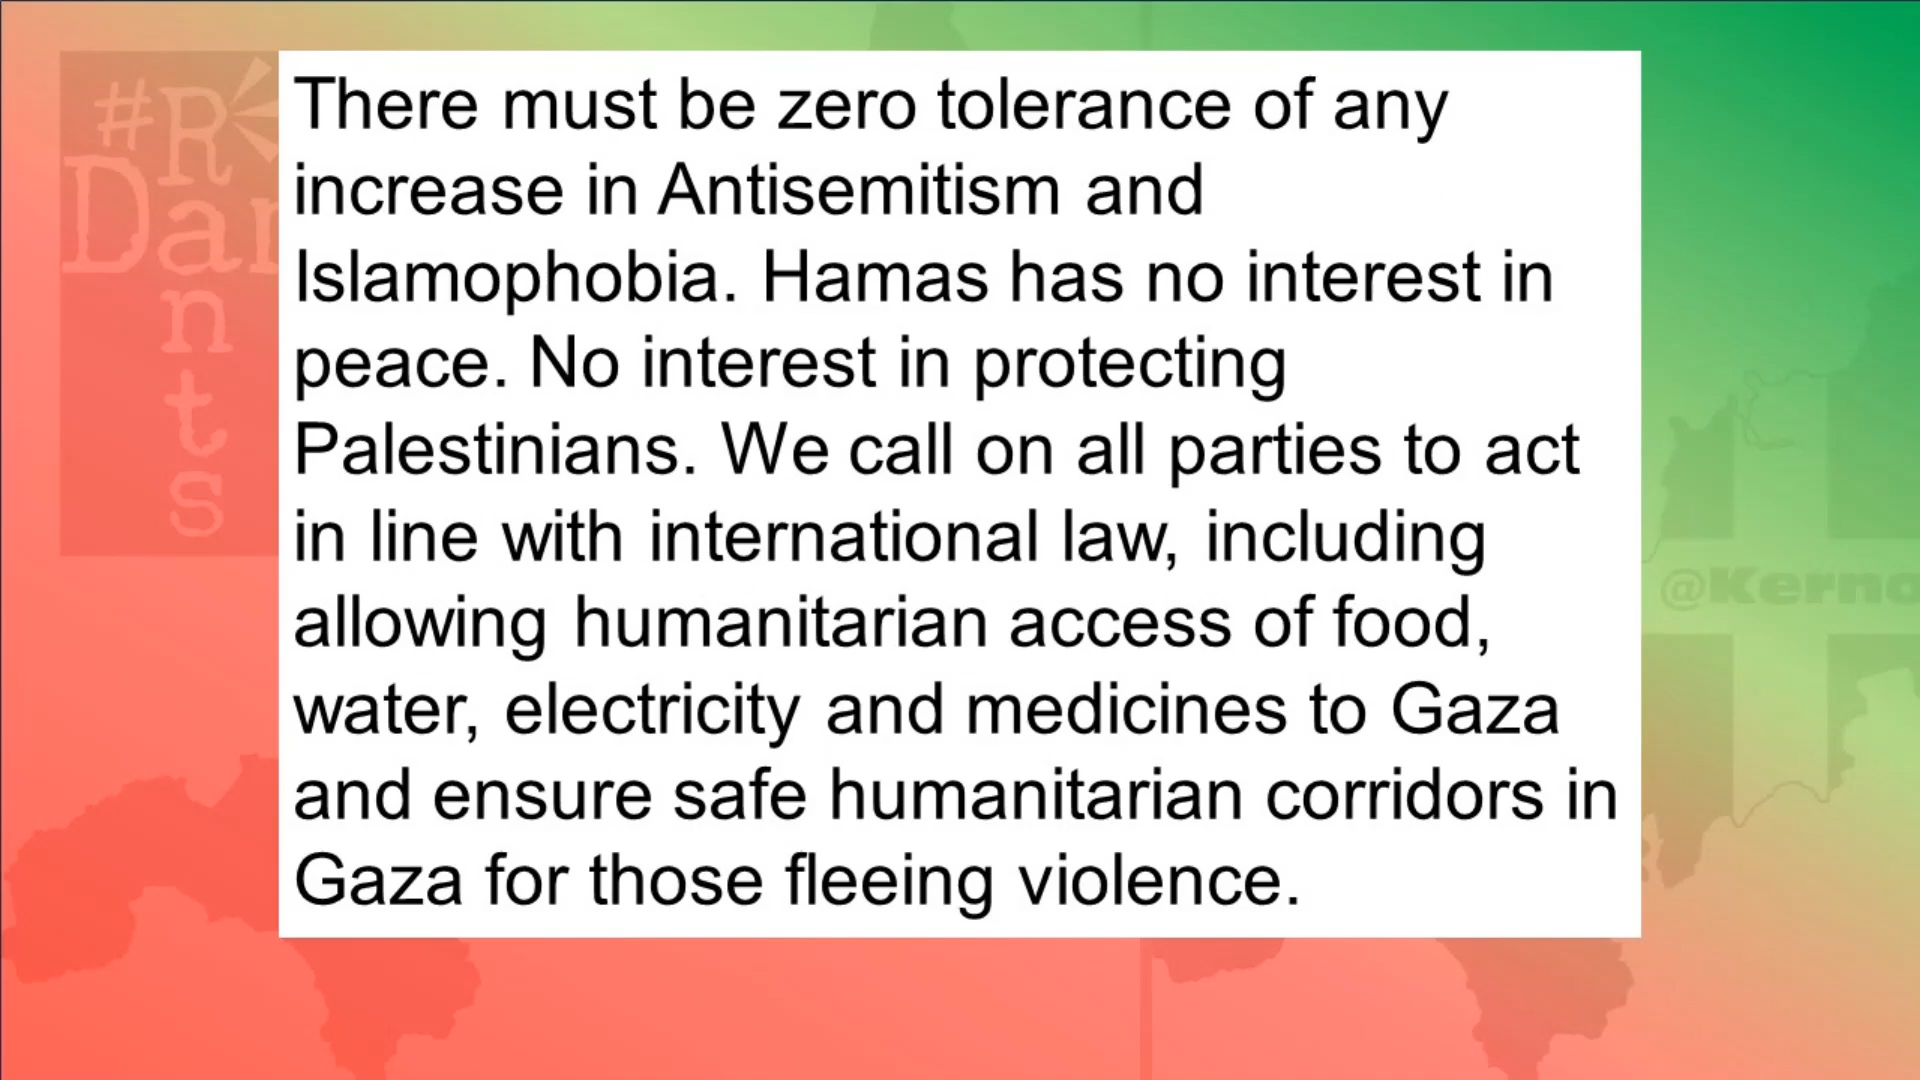 #R
Dan
n
t
s
There must be zero tolerance of any
increase in Antisemitism and
Islamophobia. Hamas has no interest in
peace. No interest in protecting
Palestinians. We call on all parties to act
in line with international law, including
allowing humanitarian access of food,
water, electricity and medicines to Gaza
and ensure safe humanitarian corridors in
Gaza for those fleeing violence.
@Kerno